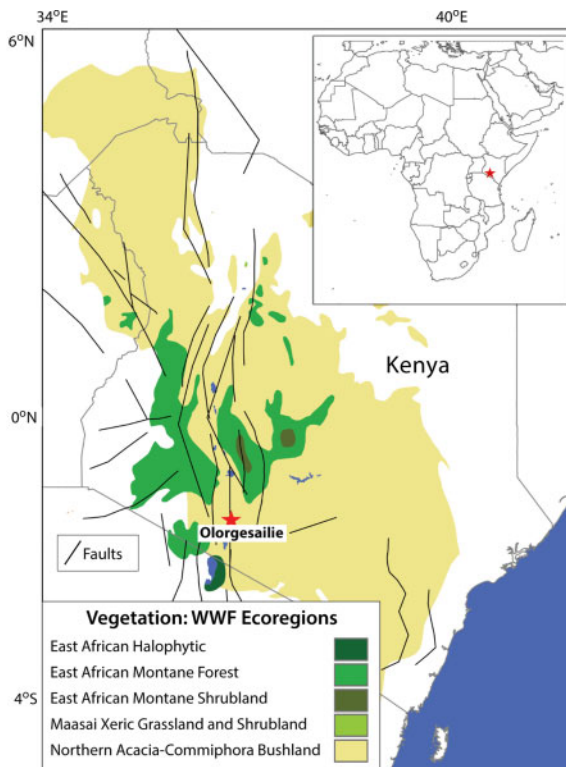 34°E
40°E
6°N
Kenya
0°N
Olorgesailie
Faults
Vegetation: WWF Ecoregions
East African Halophytic
East African Montane Forest
East African Montane Shrubland
Maasai Xeric Grassland and Shrubland
Northern Acacia-Commiphora Bushland
4°S